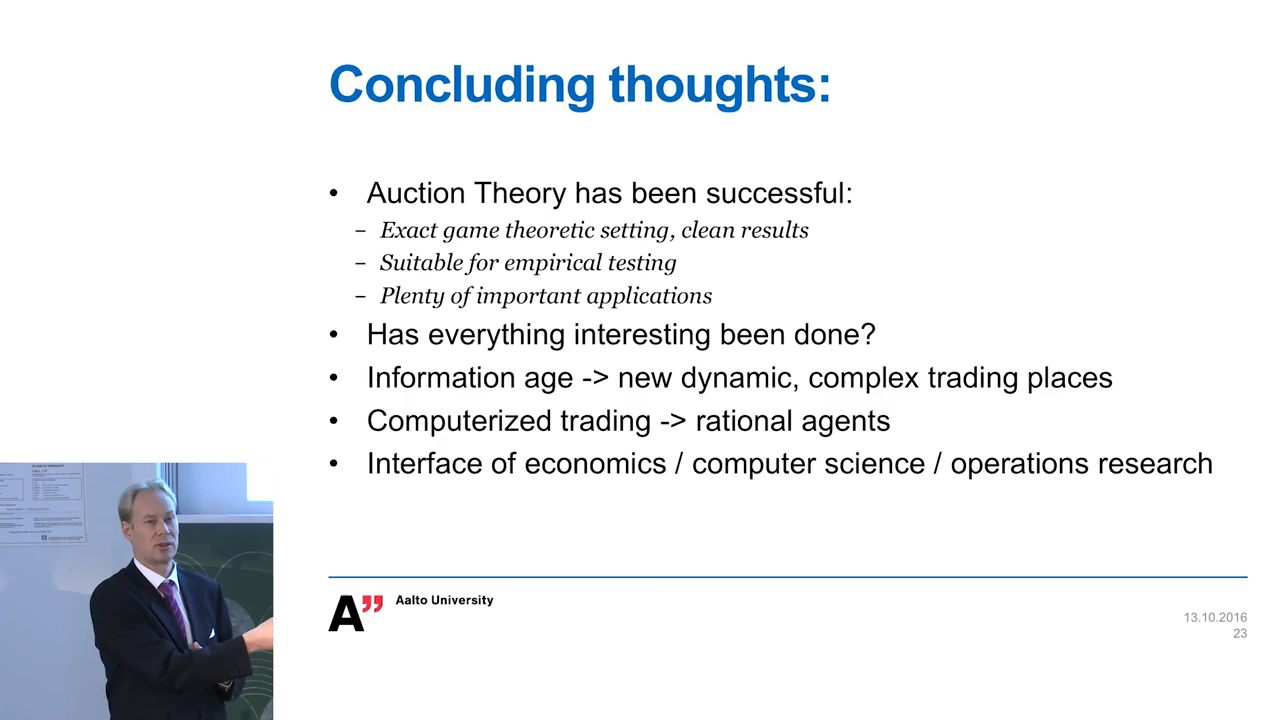 Concluding thoughts:
• Auction Theory has been successful:
– Exact game theoretic setting, clean results
– Suitable for empirical testing
– Plenty of important applications
• Has everything interesting been done?
• Information age -> new dynamic, complex trading places
• Computerized trading -> rational agents
• Interface of economics / computer science / operations research
A”
Aalto University
13.10.2016
23